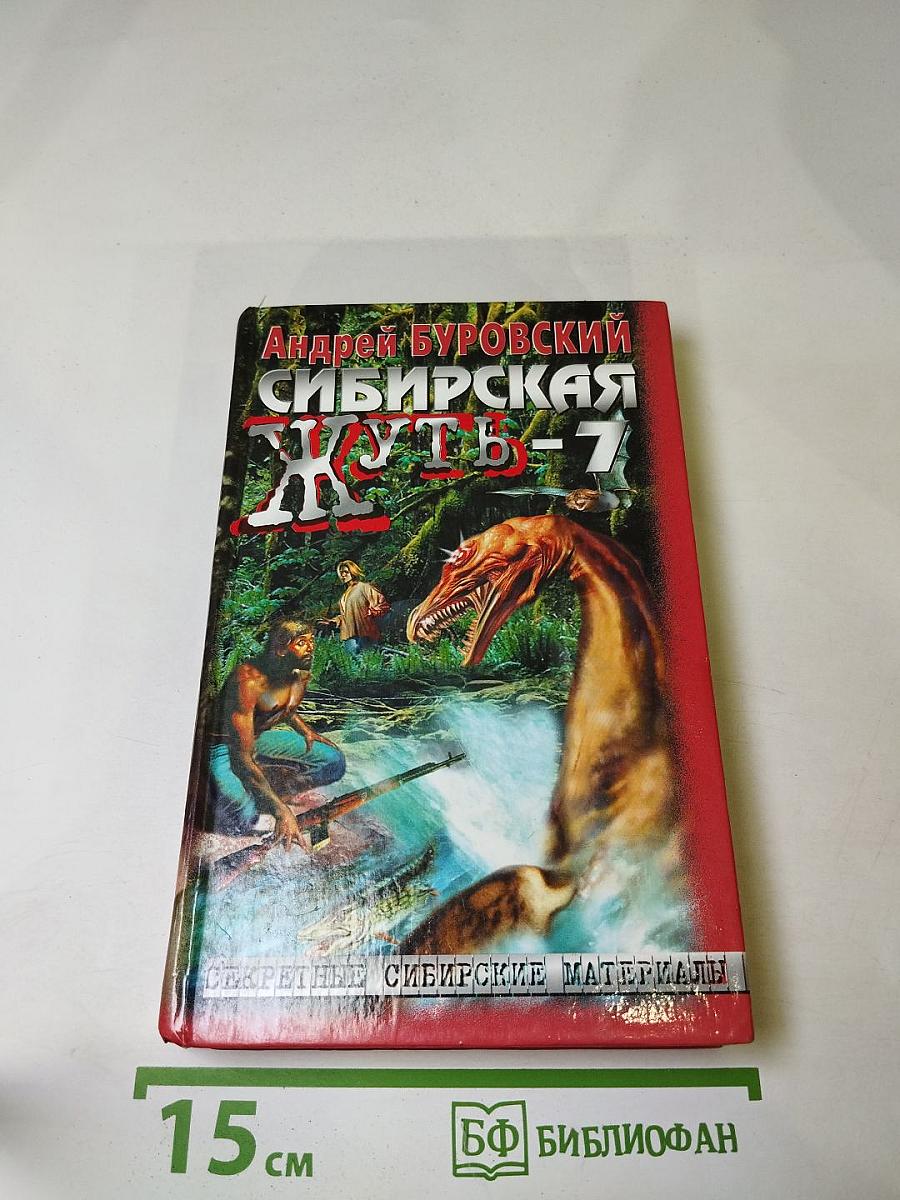 Андрей БУРОВСКИЙ
СИБИРСКАЯ
ЖУТЬ-7
СЕКРЕТНЫЕ СИБИРСКИЕ МАТЕРИАЛЫ
15 см
БФ БИБЛИОФАН